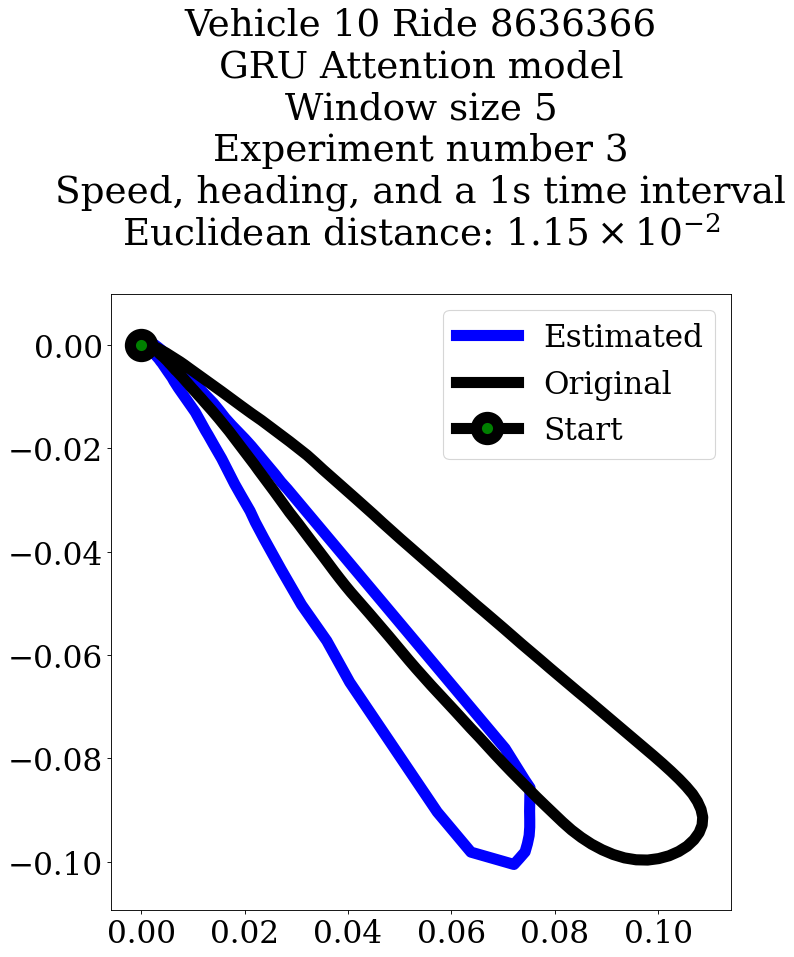 Vehicle 10 Ride 8636366
GRU Attention model
Window size 5
Experiment number 3
Speed, heading, and a 1s time interval
Euclidean distance: 1.15 × 10⁻²
Estimated
Original
Start
0.00
−0.02
−0.04
−0.06
−0.08
−0.10
0.00 0.02 0.04 0.06 0.08 0.10